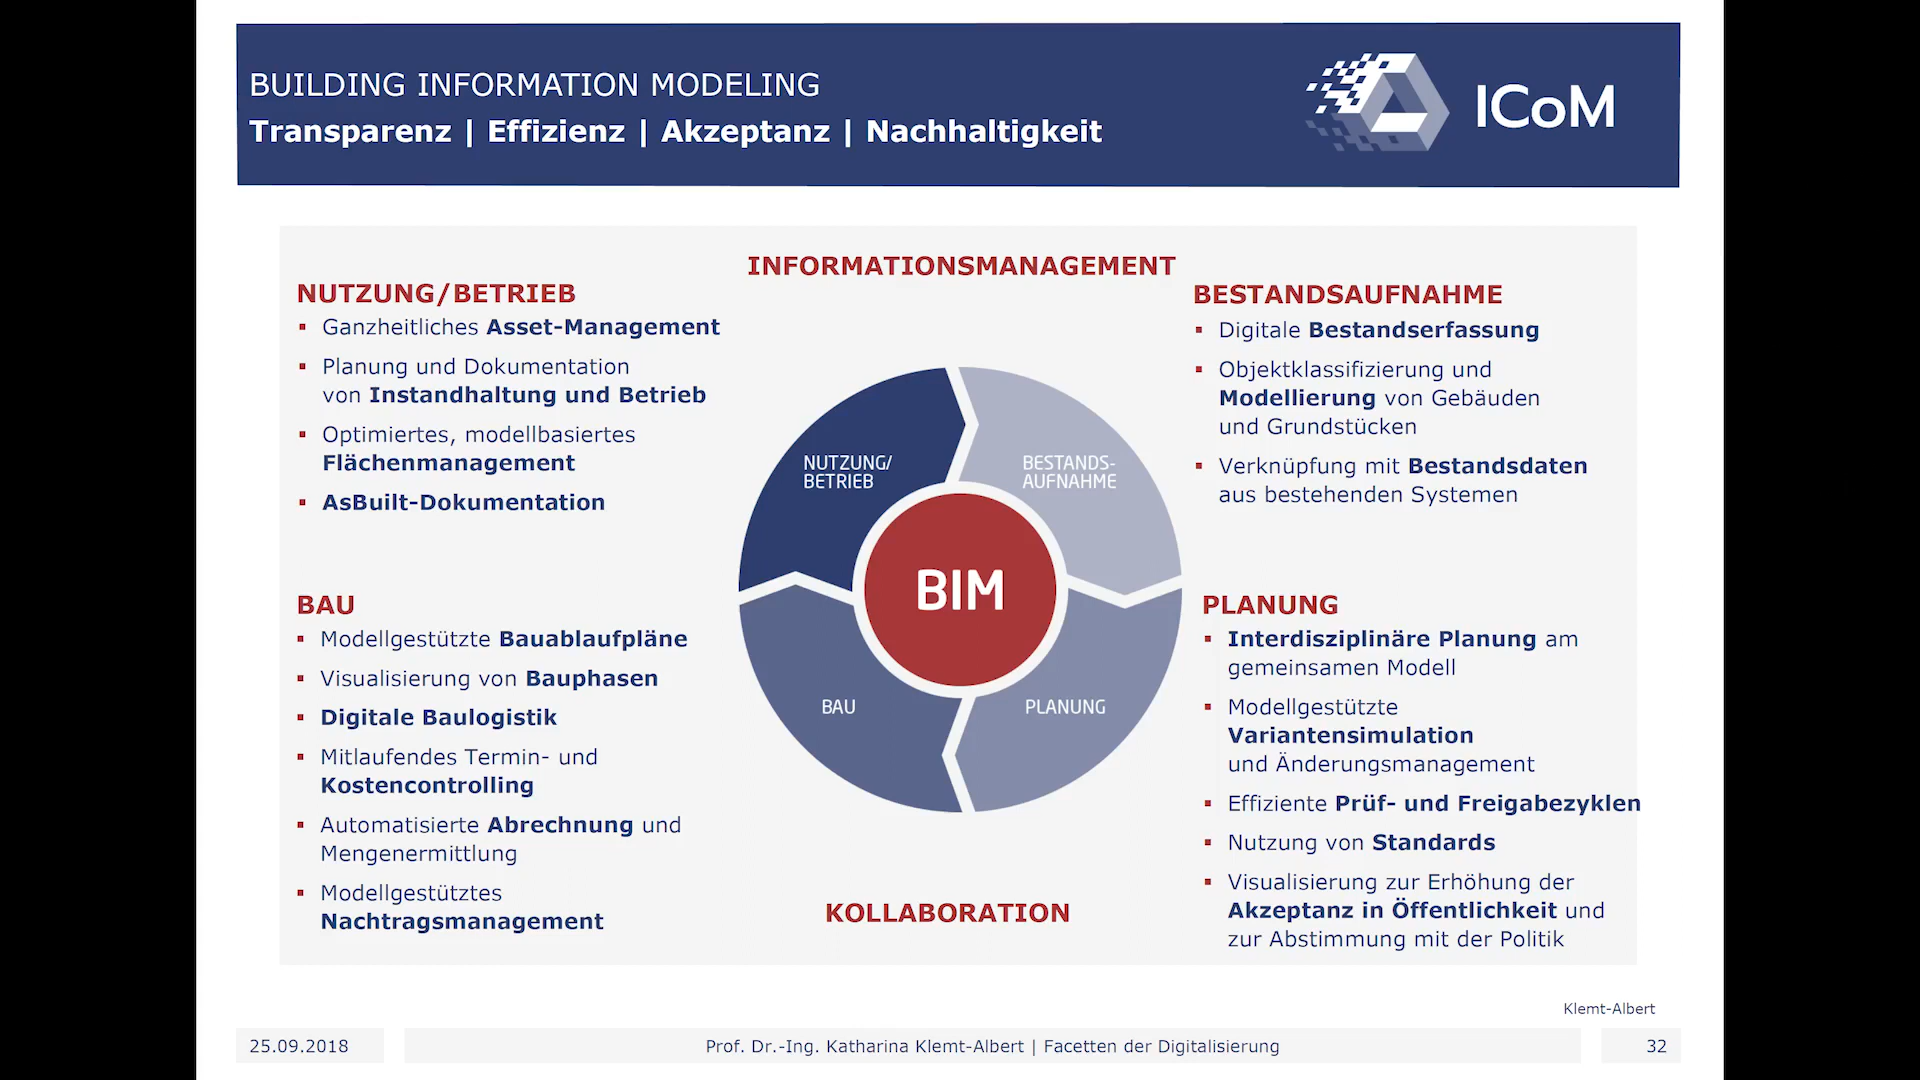 BUILDING INFORMATION MODELING
Transparenz | Effizienz | Akzeptanz | Nachhaltigkeit
ICoM
INFORMATIONSMANAGEMENT
NUTZUNG/BETRIEB
Ganzheitliches Asset-Management
Planung und Dokumentation
von Instandhaltung und Betrieb
Optimiertes, modellbasiertes
Flächenmanagement
AsBuilt-Dokumentation
BESTANDSAUFNAHME
Digitale Bestandserfassung
Objektklassifizierung und
Modellierung von Gebäuden
und Grundstücken
Verknüpfung mit Bestandsdaten
aus bestehenden Systemen
NUTZUNG/
BETRIEB
BESTANDS-
AUFNAHME
BIM
BAU
PLANUNG
BAU
Modellgestützte Bauablaufpläne
Visualisierung von Bauphasen
Digitale Baulogistik
Mitlaufendes Termin- und
Kostencontrolling
Automatisierte Abrechnung und
Mengenermittlung
Modellgestütztes
Nachtragsmanagement
PLANUNG
Interdisziplinäre Planung am
gemeinsamen Modell
Modellgestützte
Variantensimulation
und Änderungsmanagement
Effiziente Prüf- und Freigabezyklen
Nutzung von Standards
Visualisierung zur Erhöhung der
Akzeptanz in Öffentlichkeit und
zur Abstimmung mit der Politik
KOLLABORATION
Klemt-Albert
25.09.2018
Prof. Dr.-Ing. Katharina Klemt-Albert | Facetten der Digitalisierung
32